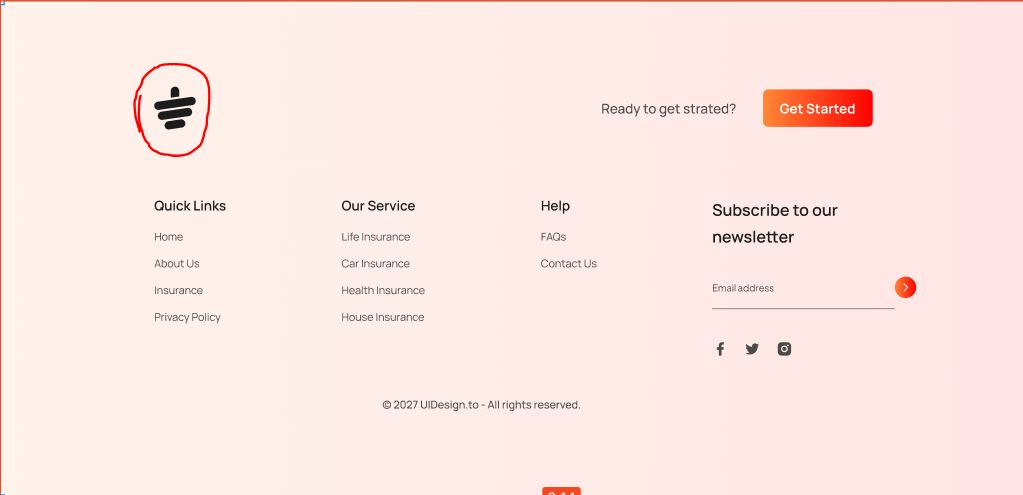 Ready to get strated?
Get Started
Quick Links
Home
About Us
Insurance
Privacy Policy
Our Service
Life Insurance
Car Insurance
Health Insurance
House Insurance
Help
FAQs
Contact Us
Subscribe to our
newsletter
Email address
© 2027 UIDesign.to - All rights reserved.